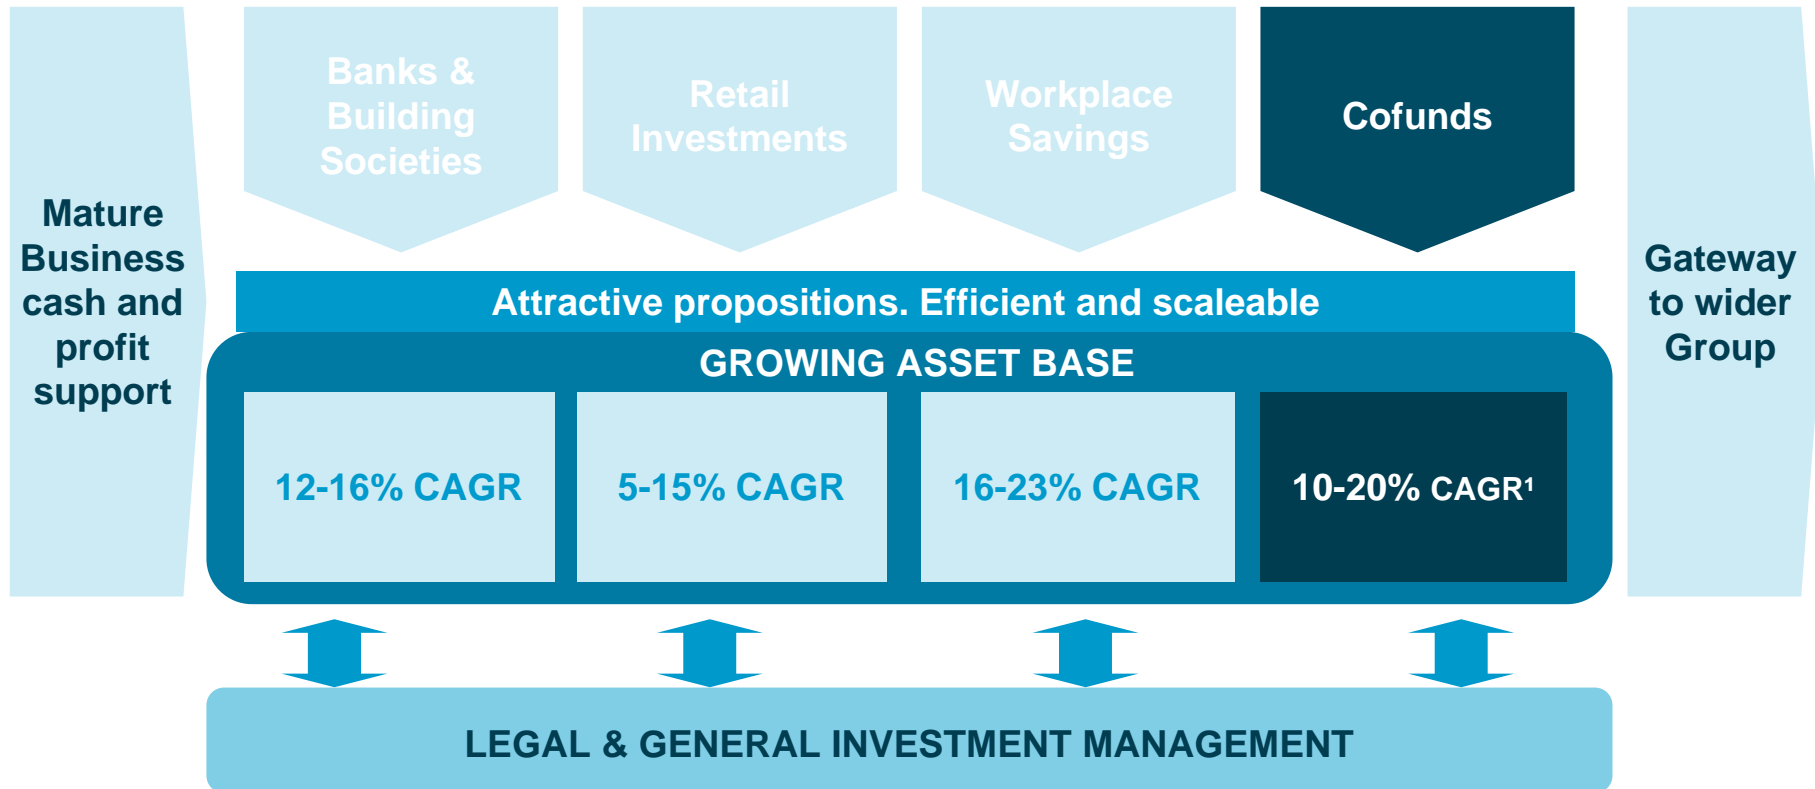 Banks &
Building
Societies
Retail
Investments
Workplace
Savings
Cofunds
Mature
Business
cash and
profit
support
Gateway
to wider
Group
Attractive propositions. Efficient and scaleable
GROWING ASSET BASE
12-16% CAGR
5-15% CAGR
16-23% CAGR
10-20% CAGR¹
LEGAL & GENERAL INVESTMENT MANAGEMENT